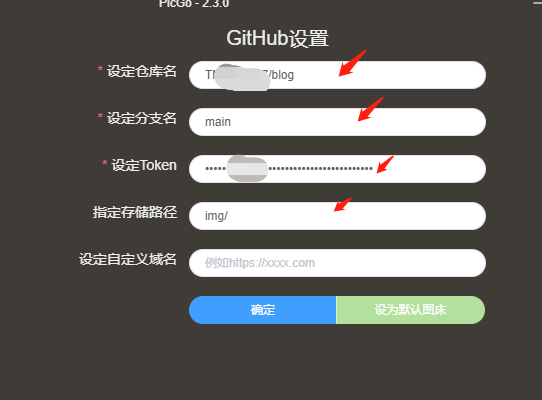 PicGo - 2.3.0
GitHub设置
* 设定仓库名
/blog
* 设定分支名
main
* 设定Token
指定存储路径
img/
设定自定义域名
例如https://xxxx.com
确定
设为默认图床